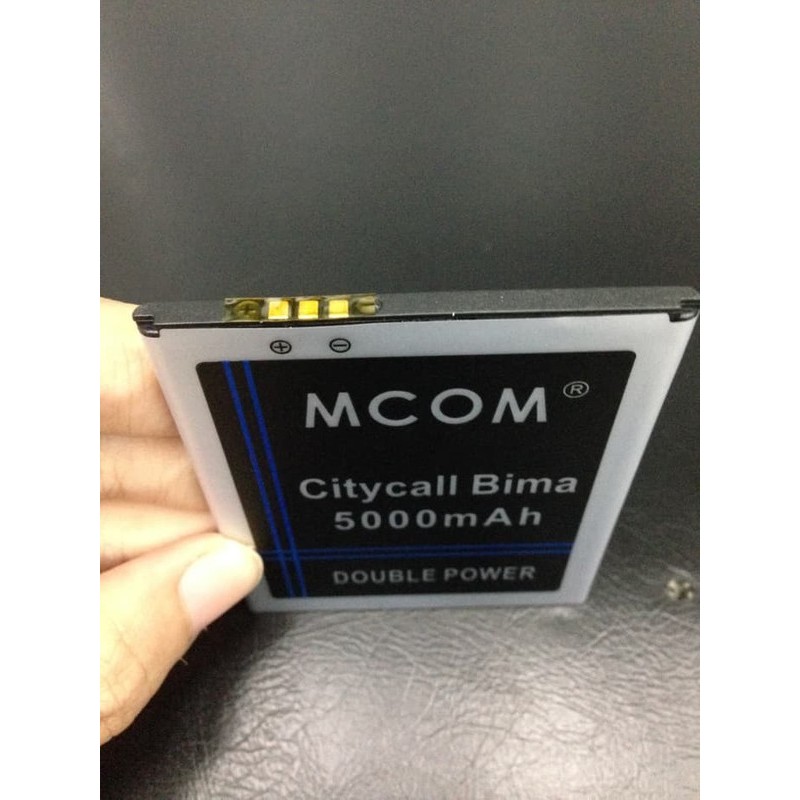 ⊕ ⊖
MCOM®
Citycall Bima
5000mAh
DOUBLE POWER